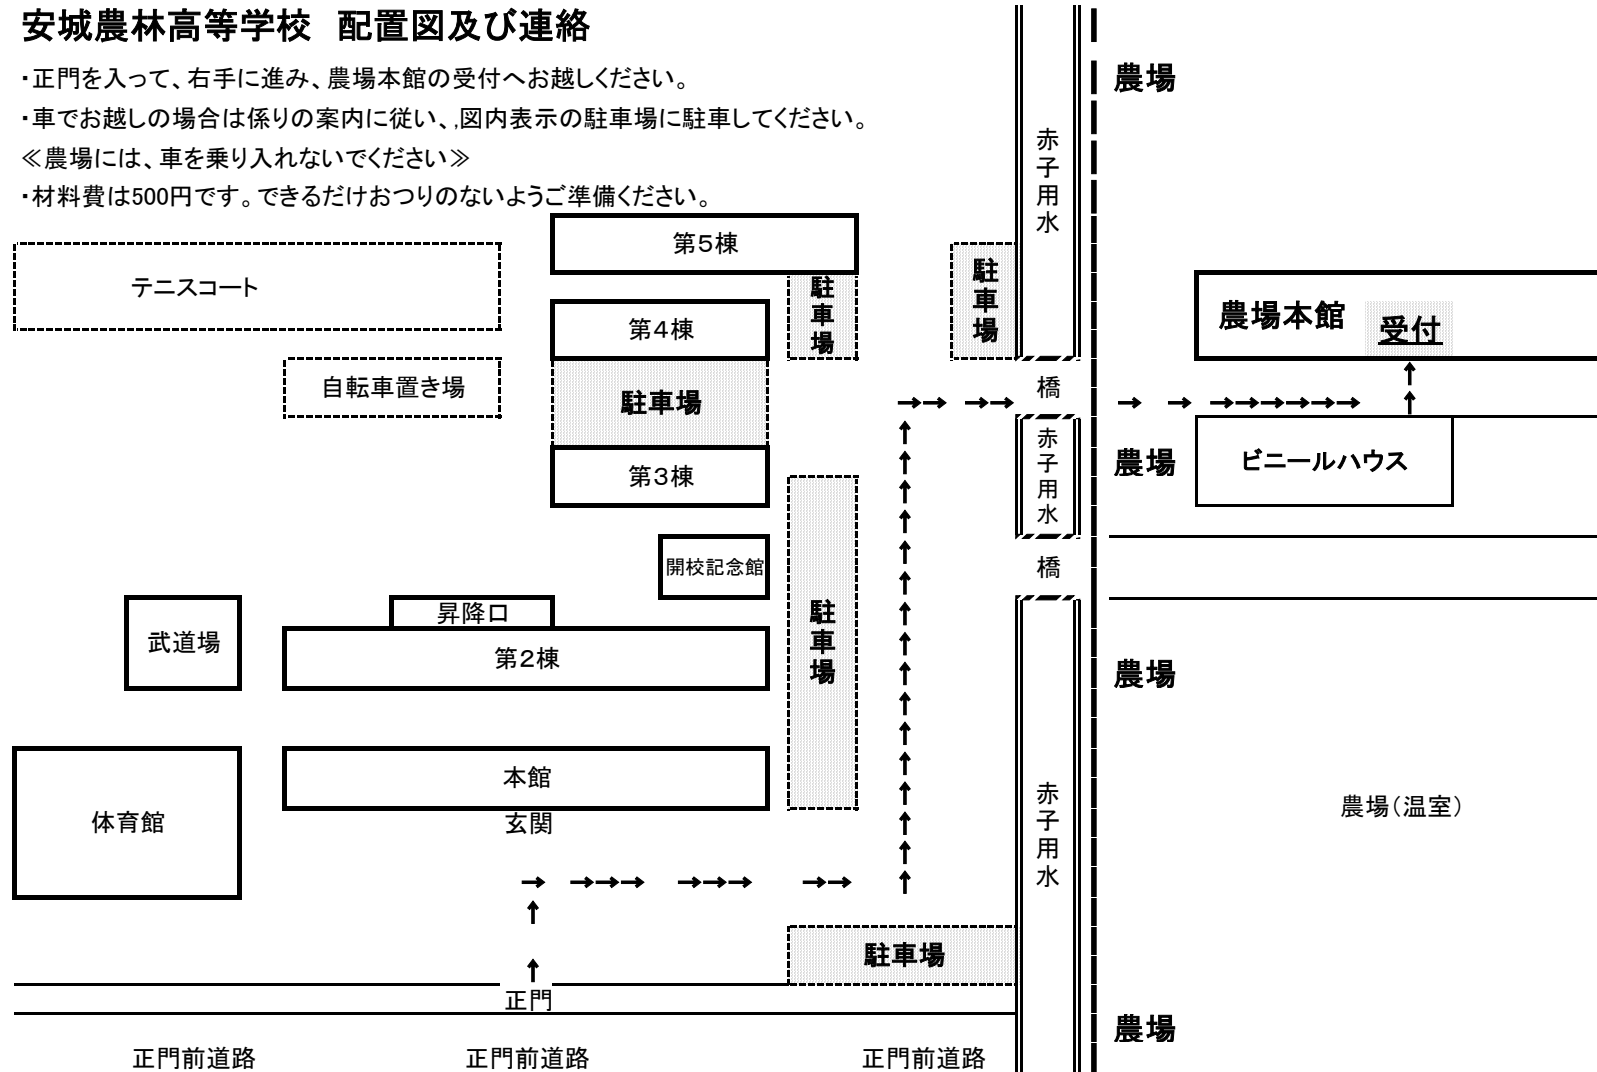 安城農林高等学校　配置図及び連絡
・正門を入って、右手に進み、農場本館の受付へお越しください。
・車でお越しの場合は係りの案内に従い、,図内表示の駐車場に駐車してください。
≪農場には、車を乗り入れないでください≫
・材料費は500円です。できるだけおつりのないようご準備ください。
農場
赤子用水
第5棟
テニスコート
駐車場
駐車場
第4棟
農場本館
受付
自転車置き場
駐車場
橋
→→ →→
→ → →→→→→→
赤子用水
農場
ビニールハウス
第3棟
開校記念館
橋
昇降口
武道場
第2棟
駐車場
農場
本館
玄関
体育館
赤子用水
農場(温室)
→ →→→ →→→ →→
駐車場
正門
農場
正門前道路
正門前道路
正門前道路